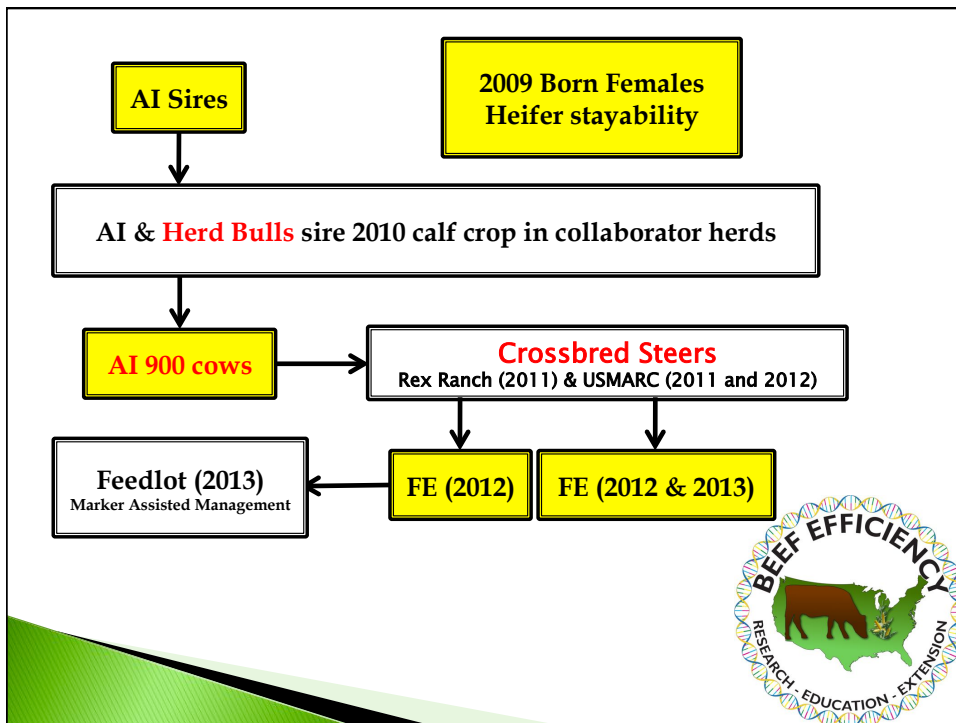 AI Sires
2009 Born Females
Heifer stayability
AI & Herd Bulls sire 2010 calf crop in collaborator herds
AI 900 cows
Crossbred Steers
Rex Ranch (2011) & USMARC (2011 and 2012)
Feedlot (2013)
Marker Assisted Management
FE (2012)
FE (2012 & 2013)
BEEF EFFICIENCY
RESEARCH - EDUCATION - EXTENSION